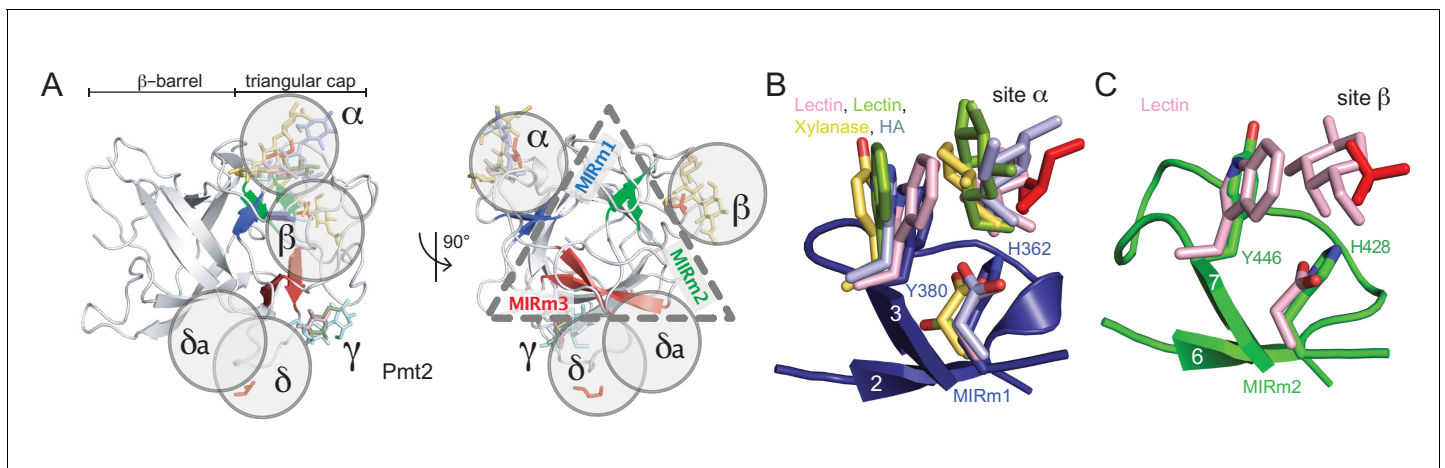 A
β–barrel
triangular cap
α
β
δa
δ
γ
Pmt2
90°
α
MIRm1
β
MIRm2
MIRm3
γ
δ
δa
B
Lectin, Lectin,
Xylanase, HA
site α
H362
Y380
3
2
MIRm1
C
Lectin
site β
Y446
H428
7
6
MIRm2